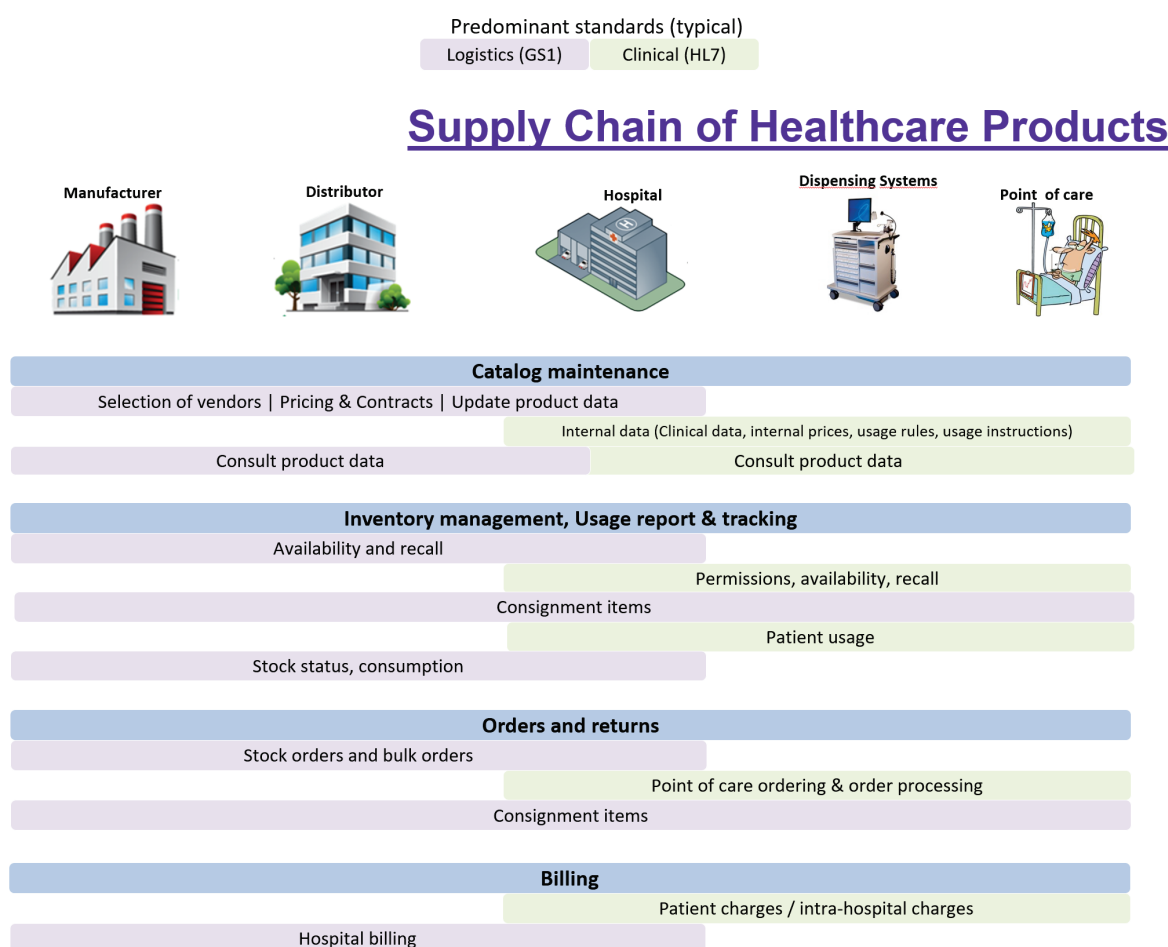 Predominant standards (typical)
Logistics (GS1)
Clinical (HL7)
Supply Chain of Healthcare Products
Manufacturer
Distributor
Hospital
Dispensing Systems
Point of care
H
Catalog maintenance
Selection of vendors | Pricing & Contracts | Update product data
Internal data (Clinical data, internal prices, usage rules, usage instructions)
Consult product data
Consult product data
Inventory management, Usage report & tracking
Availability and recall
Permissions, availability, recall
Consignment items
Patient usage
Stock status, consumption
Orders and returns
Stock orders and bulk orders
Point of care ordering & order processing
Consignment items
Billing
Patient charges / intra-hospital charges
Hospital billing